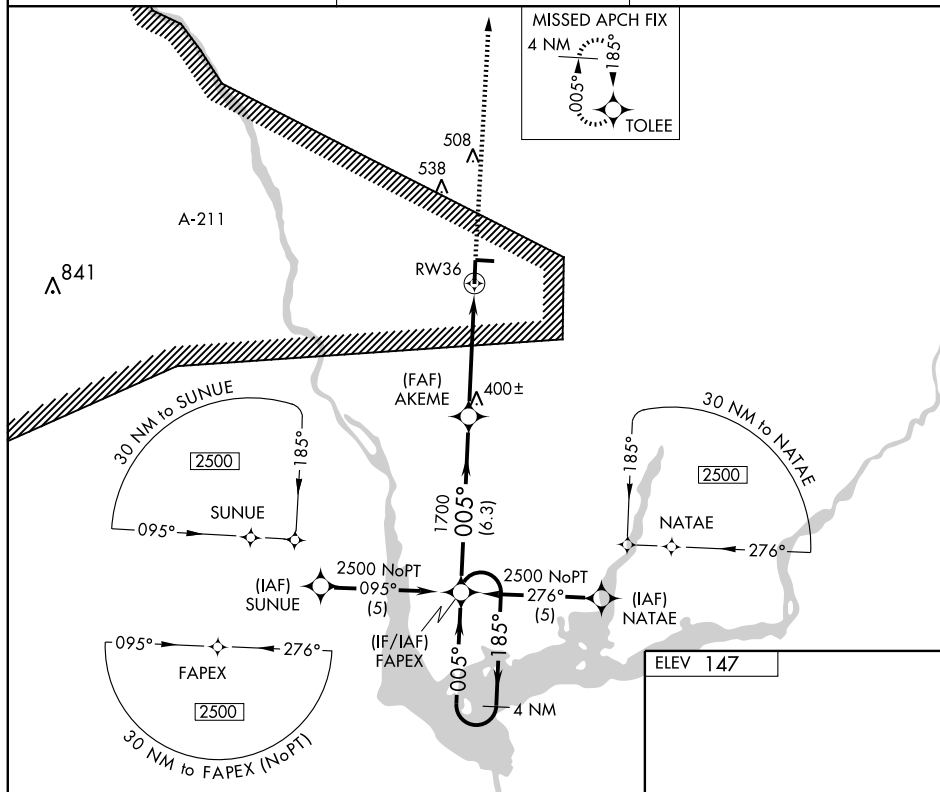 MISSED APCH FIX
4 NM
185°
005°
TOLEE
508
538
A-211
841
RW36
(FAF)
AKEME
400±
30 NM to SUNUE
2500
185°
SUNUE
095°
30 NM to NATAE
185°
2500
NATAE
276°
1700
005°
(6.3)
(IAF)
SUNUE
2500 NoPT
095°
(5)
2500 NoPT
276°
(5)
(IAF)
NATAE
(IF/IAF)
FAPEX
005°
185°
4 NM
095°
276°
FAPEX
2500
30 NM to FAPEX (NoPT)
ELEV 147